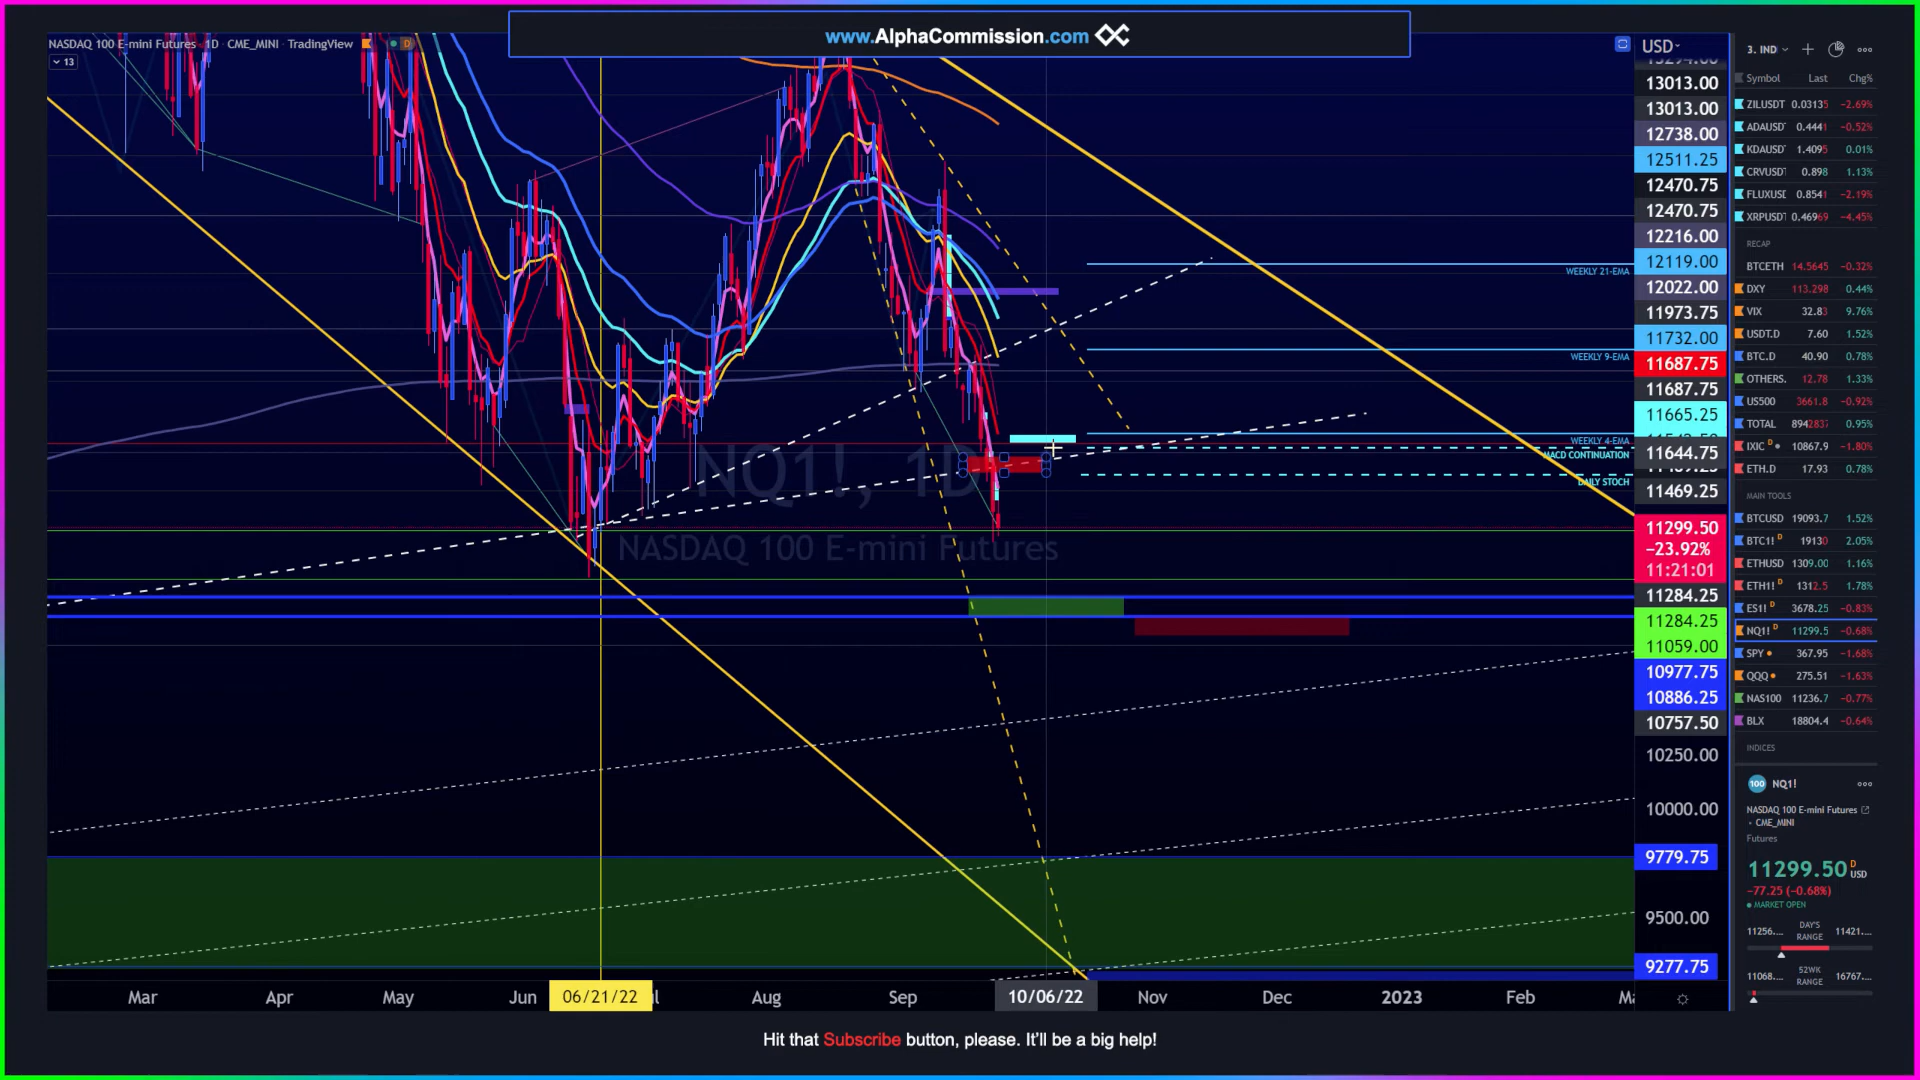 www.AlphaCommission.com
NASDAQ 100 E-mini Futures · 1D · CME_MINI · TradingView
D
13
USD
13013.00
13013.00
12738.00
12511.25
12470.75
12470.75
12216.00
12119.00
12022.00
11973.75
11732.00
11687.75
11687.75
11665.25
11644.75
11469.25
11299.50
−23.92%
11:21:01
11284.25
11284.25
11059.00
10977.75
10886.25
10757.50
10250.00
10000.00
9779.75
9500.00
9277.75
WEEKLY 21-EMA
WEEKLY 9-EMA
WEEKLY 4-EMA
MACD CONTINUATION
DAILY STOCH
NQ1!, 1D
NASDAQ 100 E-mini Futures
Mar Apr May Jun 06/21/22 Aug Sep 10/06/22 Nov Dec 2023 Feb
3. IND
Symbol Last Chg%
ZILUSDT 0.03135 −2.69%
ADAUSD 0.4441 −0.52%
KDAUSD 1.4095 0.01%
CRVUSD 0.898 1.13%
FLUXUSD 0.8541 −2.19%
XRPUSDT 0.46969 −4.45%
RECAP
BTCETH 14.5645 −0.32%
DXY 113.298 0.44%
VIX 32.83 9.76%
USDT.D 7.60 1.52%
BTC.D 40.90 0.78%
OTHERS. 12.78 1.33%
US500 3661.8 −0.92%
TOTAL 894283 0.95%
IXIC D 10867.9 −1.80%
ETH.D 17.93 0.78%
MAIN TOOLS
BTCUSD 19093.7 1.52%
BTC1! D 19130 2.05%
ETHUSD 1309.00 1.16%
ETH1! D 1312.5 1.78%
ES1! D 3678.25 −0.83%
NQ1! D 11299.5 −0.68%
SPY 367.95 −1.68%
QQQ 275.51 −1.63%
NAS100 11236.7 −0.77%
BLX 18804.4 −0.64%
INDICES
100 NQ1!
NASDAQ 100 E-mini Futures
· CME_MINI
Futures
11299.50 D USD
−77.25 (−0.68%)
MARKET OPEN
11256.... DAY'S RANGE 11421....
11068.... 52WK RANGE 16767....
Hit that Subscribe button, please. It'll be a big help!